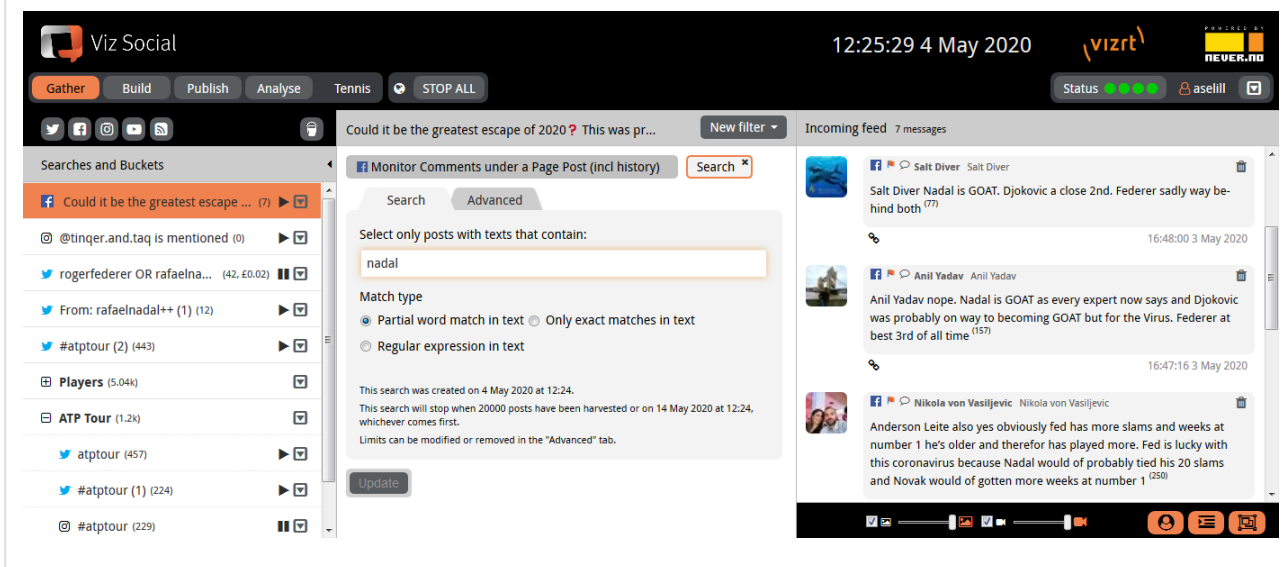 Viz Social
12:25:29 4 May 2020
vizrt
POWERED BY
NEVER.NO
Gather Build Publish Analyse Tennis STOP ALL
Status aselill
Searches and Buckets
Could it be the greatest escape ... (7)
@tinqer.and.taq is mentioned (0)
rogerfederer OR rafaelna... (42, £0.02)
From: rafaelnadal++ (1) (12)
#atptour (2) (443)
Players (5.04k)
ATP Tour (1.2k)
atptour (457)
#atptour (1) (224)
#atptour (229)
Could it be the greatest escape of 2020❓ This was pr... New filter
Monitor Comments under a Page Post (incl history) Search ×
Search Advanced
Select only posts with texts that contain:
nadal
Match type
Partial word match in text Only exact matches in text
Regular expression in text
This search was created on 4 May 2020 at 12:24.
This search will stop when 20000 posts have been harvested or on 14 May 2020 at 12:24,
whichever comes first.
Limits can be modified or removed in the "Advanced" tab.
Update
Incoming feed 7 messages
Salt Diver Salt Diver
Salt Diver Nadal is GOAT. Djokovic a close 2nd. Federer sadly way be-
hind both (77)
16:48:00 3 May 2020
Anil Yadav Anil Yadav
Anil Yadav nope. Nadal is GOAT as every expert now says and Djokovic
was probably on way to becoming GOAT but for the Virus. Federer at
best 3rd of all time (157)
16:47:16 3 May 2020
Nikola von Vasiljevic Nikola von Vasiljevic
Anderson Leite also yes obviously fed has more slams and weeks at
number 1 he's older and therefor has played more. Fed is lucky with
this coronavirus because Nadal would of probably tied his 20 slams
and Novak would of gotten more weeks at number 1 (250)